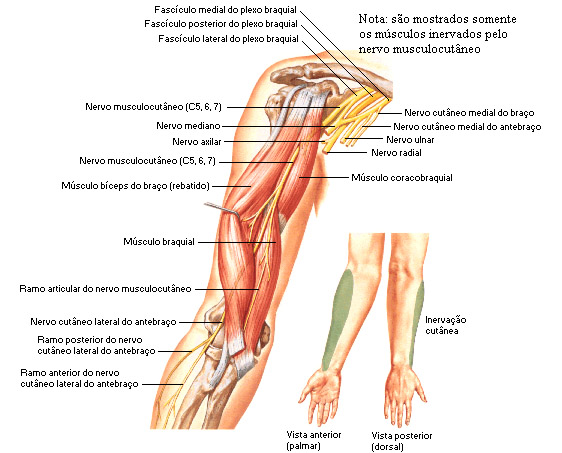 Fascículo medial do plexo braquial
Fascículo posterior do plexo braquial
Fascículo lateral do plexo braquial
Nota: são mostrados somente
os músculos inervados pelo
nervo musculocutâneo
Nervo musculocutâneo (C5, 6, 7)
Nervo mediano
Nervo axilar
Nervo musculocutâneo (C5, 6, 7)
Músculo bíceps do braço (rebatido)
Músculo braquial
Ramo articular do nervo musculocutâneo
Nervo cutâneo lateral do antebraço
Ramo posterior do nervo
cutâneo lateral do antebraço
Ramo anterior do nervo
cutâneo lateral do antebraço
Nervo cutâneo medial do braço
Nervo cutâneo medial do antebraço
Nervo ulnar
Nervo radial
Músculo coracobraquial
Inervação
cutânea
Vista anterior
(palmar)
Vista posterior
(dorsal)